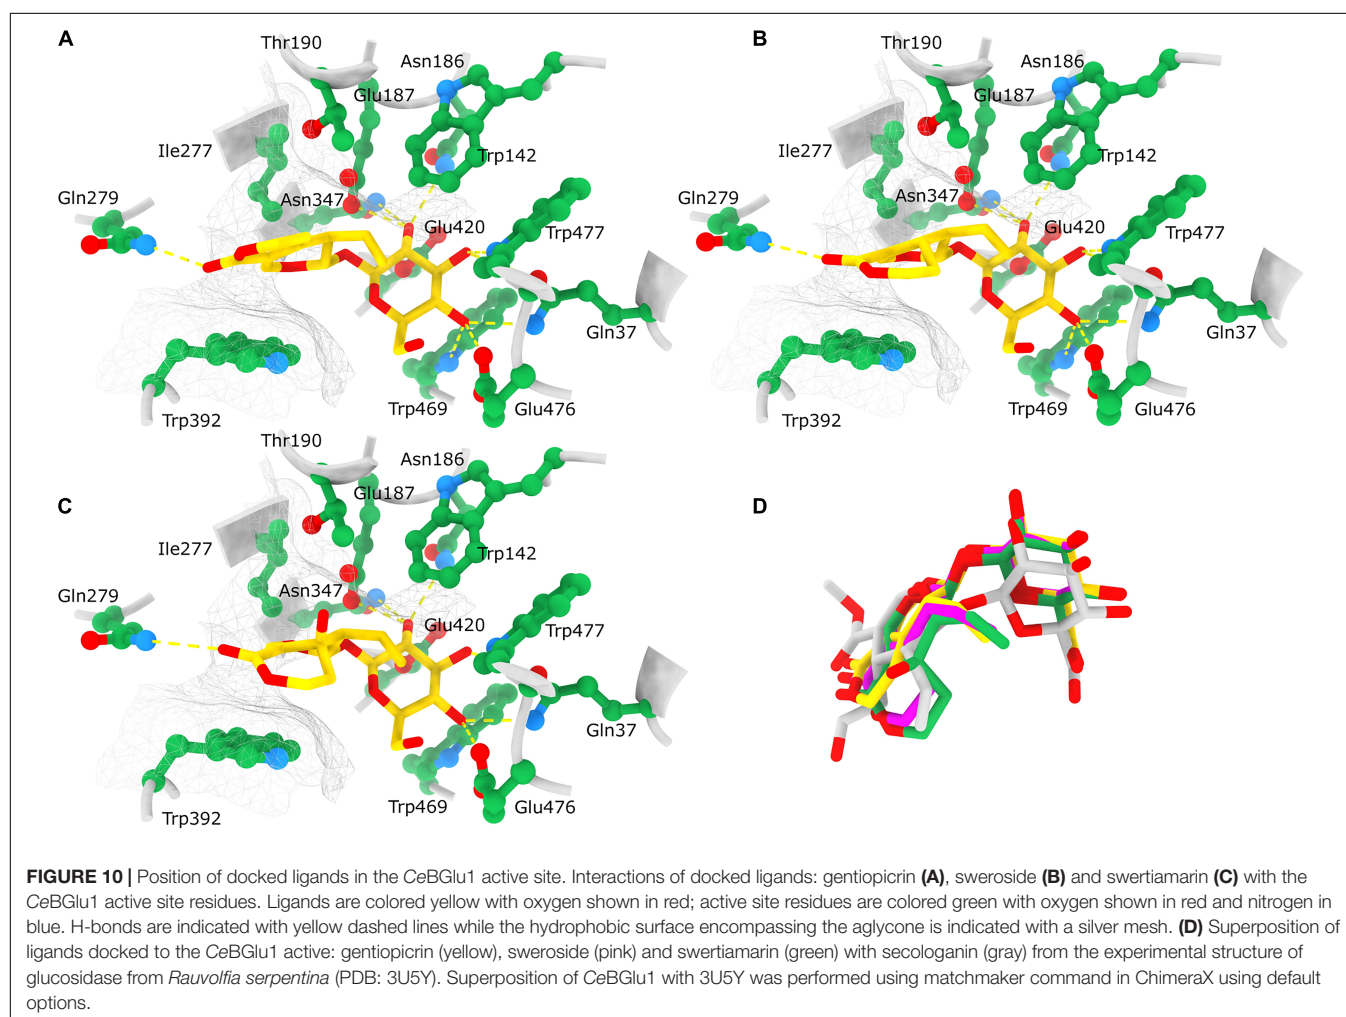 A
Thr190
Asn186
Glu187
Ile277
Trp142
Gln279
Asn347
Glu420
Trp477
Gln37
Trp392
Trp469
Glu476
B
Thr190
Asn186
Glu187
Ile277
Trp142
Gln279
Asn347
Glu420
Trp477
Gln37
Trp392
Trp469
Glu476
C
Thr190
Asn186
Glu187
Ile277
Trp142
Gln279
Asn347
Glu420
Trp477
Gln37
Trp392
Trp469
Glu476
D
FIGURE 10 | Position of docked ligands in the CeBGlu1 active site. Interactions of docked ligands: gentiopicrin (A), sweroside (B) and swertiamarin (C) with the
CeBGlu1 active site residues. Ligands are colored yellow with oxygen shown in red; active site residues are colored green with oxygen shown in red and nitrogen in
blue. H-bonds are indicated with yellow dashed lines while the hydrophobic surface encompassing the aglycone is indicated with a silver mesh. (D) Superposition of
ligands docked to the CeBGlu1 active: gentiopicrin (yellow), sweroside (pink) and swertiamarin (green) with secologanin (gray) from the experimental structure of
glucosidase from Rauvolfia serpentina (PDB: 3U5Y). Superposition of CeBGlu1 with 3U5Y was performed using matchmaker command in ChimeraX using default
options.